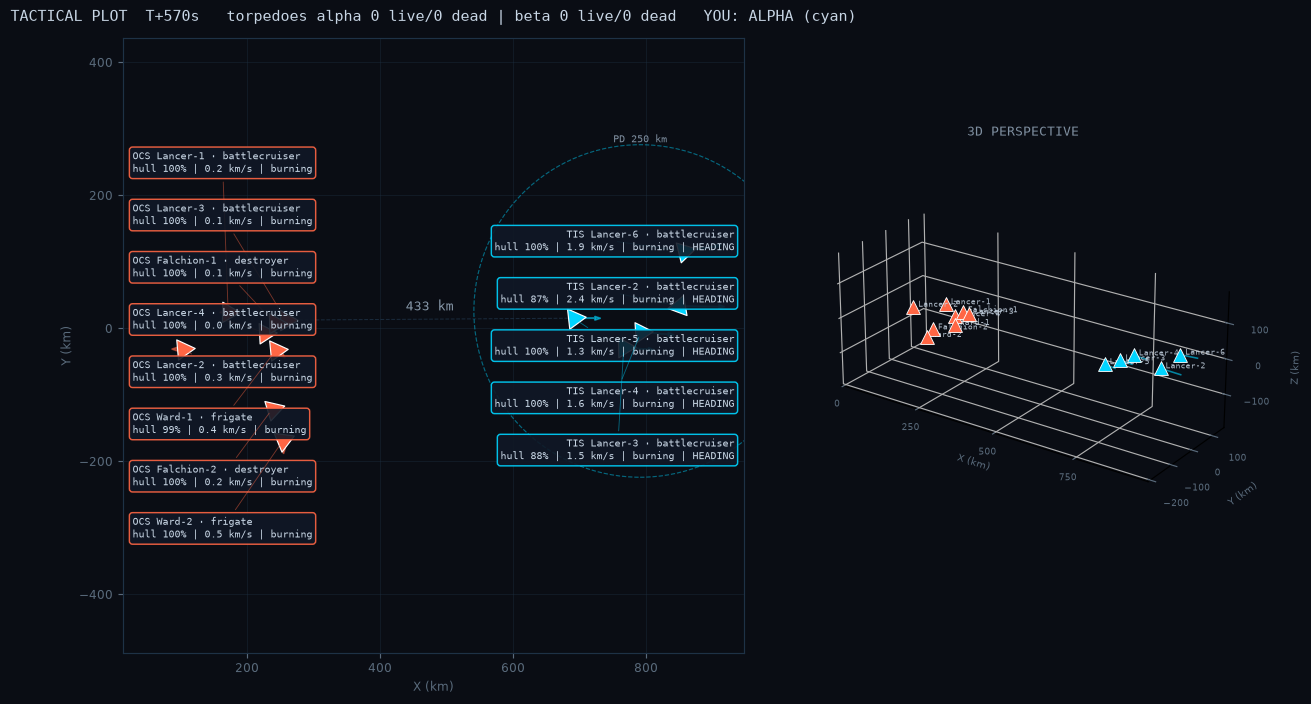 TACTICAL PLOT  T+570s   torpedoes alpha 0 live/0 dead | beta 0 live/0 dead   YOU: ALPHA (cyan)
400
200
0
−200
−400
Y (km)
200
400
600
800
X (km)
OCS Lancer-1 · battlecruiser
hull 100% | 0.2 km/s | burning
OCS Lancer-3 · battlecruiser
hull 100% | 0.1 km/s | burning
OCS Falchion-1 · destroyer
hull 100% | 0.1 km/s | burning
OCS Lancer-4 · battlecruiser
hull 100% | 0.0 km/s | burning
OCS Lancer-2 · battlecruiser
hull 100% | 0.3 km/s | burning
OCS Ward-1 · frigate
hull 99% | 0.4 km/s | burning
OCS Falchion-2 · destroyer
hull 100% | 0.2 km/s | burning
OCS Ward-2 · frigate
hull 100% | 0.5 km/s | burning
433 km
PD 250 km
TIS Lancer-6 · battlecruiser
hull 100% | 1.9 km/s | burning | HEADING
TIS Lancer-2 · battlecruiser
hull 87% | 2.4 km/s | burning | HEADING
TIS Lancer-5 · battlecruiser
hull 100% | 1.3 km/s | burning | HEADING
TIS Lancer-4 · battlecruiser
hull 100% | 1.6 km/s | burning | HEADING
TIS Lancer-3 · battlecruiser
hull 88% | 1.5 km/s | burning | HEADING
3D PERSPECTIVE
Lancer-1
Lancer-6
Lancer-2
0
250
500
750
X (km)
−200
−100
0
100
Y (km)
100
0
−100
Z (km)